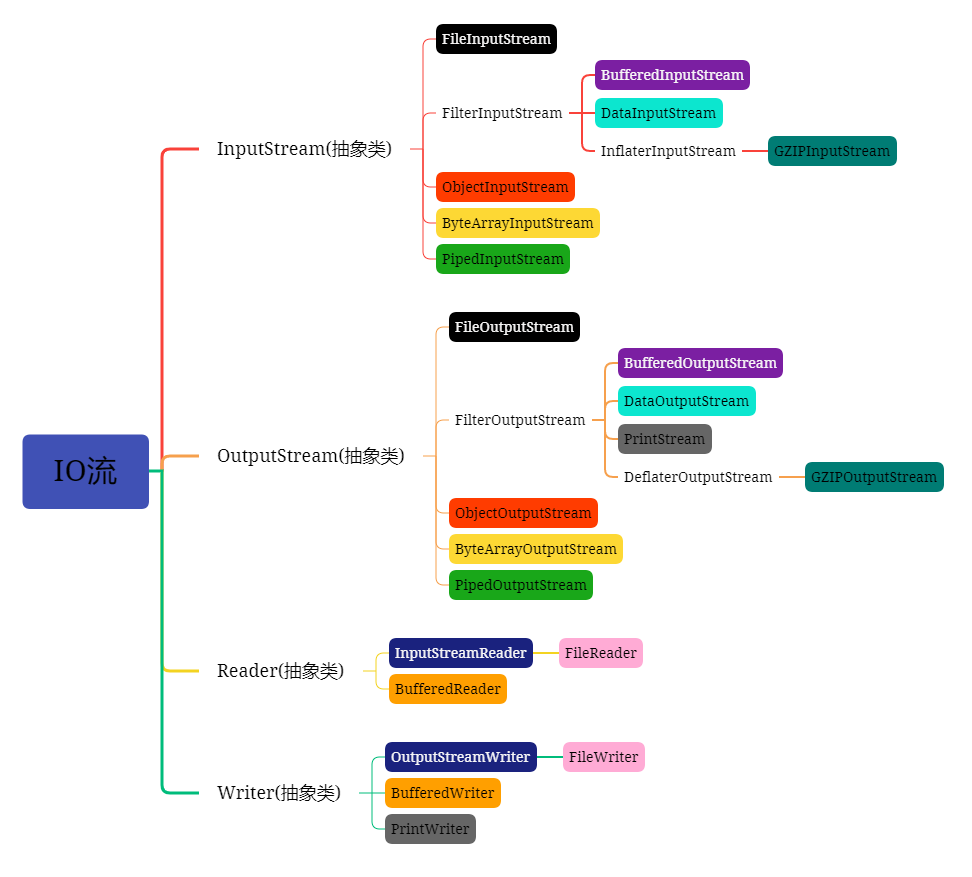 IO流
InputStream(抽象类)
FileInputStream
FilterInputStream
BufferedInputStream
DataInputStream
InflaterInputStream
GZIPInputStream
ObjectInputStream
ByteArrayInputStream
PipedInputStream
OutputStream(抽象类)
FileOutputStream
FilterOutputStream
BufferedOutputStream
DataOutputStream
PrintStream
DeflaterOutputStream
GZIPOutputStream
ObjectOutputStream
ByteArrayOutputStream
PipedOutputStream
Reader(抽象类)
InputStreamReader
FileReader
BufferedReader
Writer(抽象类)
OutputStreamWriter
FileWriter
BufferedWriter
PrintWriter